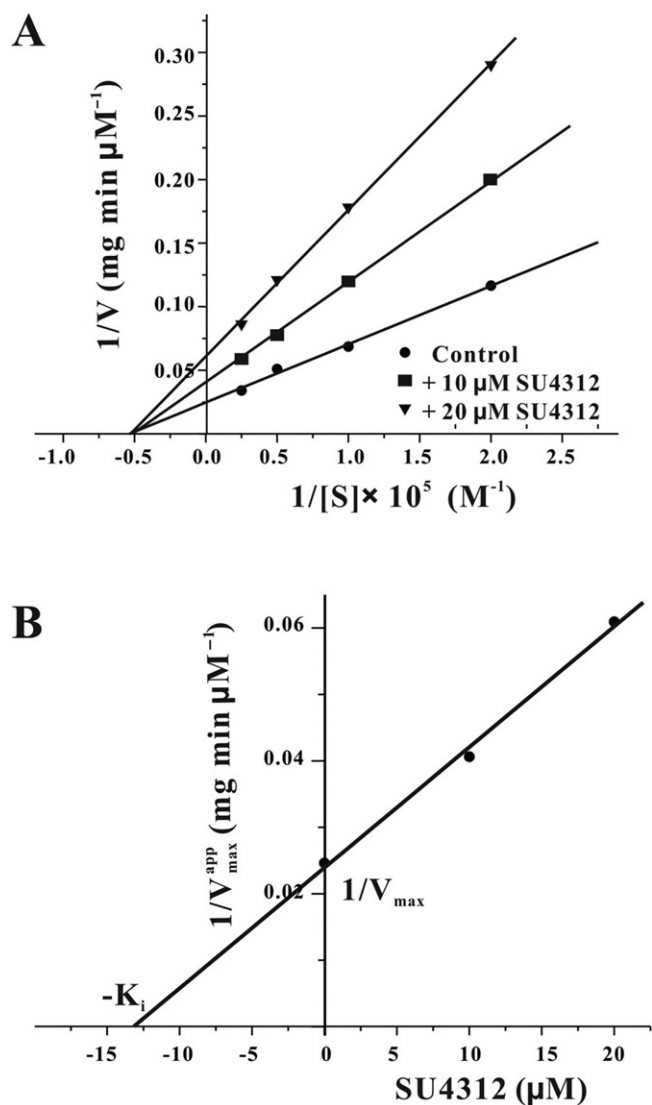 A
0.30
0.25
0.20
0.15
0.10
0.05
1/V (mg min μM⁻¹)
● Control
■ + 10 μM SU4312
▼ + 20 μM SU4312
-1.0 -0.5 0.0 0.5 1.0 1.5 2.0 2.5
1/[S]× 10⁵ (M⁻¹)
B
0.06
0.04
0.02
1/Vmaxᵃᵖᵖ (mg min μM⁻¹)
1/Vmax
-Ki
-15 -10 -5 0 5 10 15 20
SU4312 (μM)